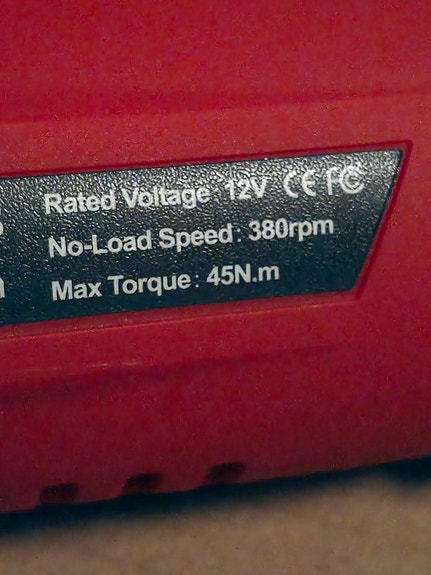 Rated Voltage: 12V CE FC
No-Load Speed: 380rpm
Max Torque: 45N.m